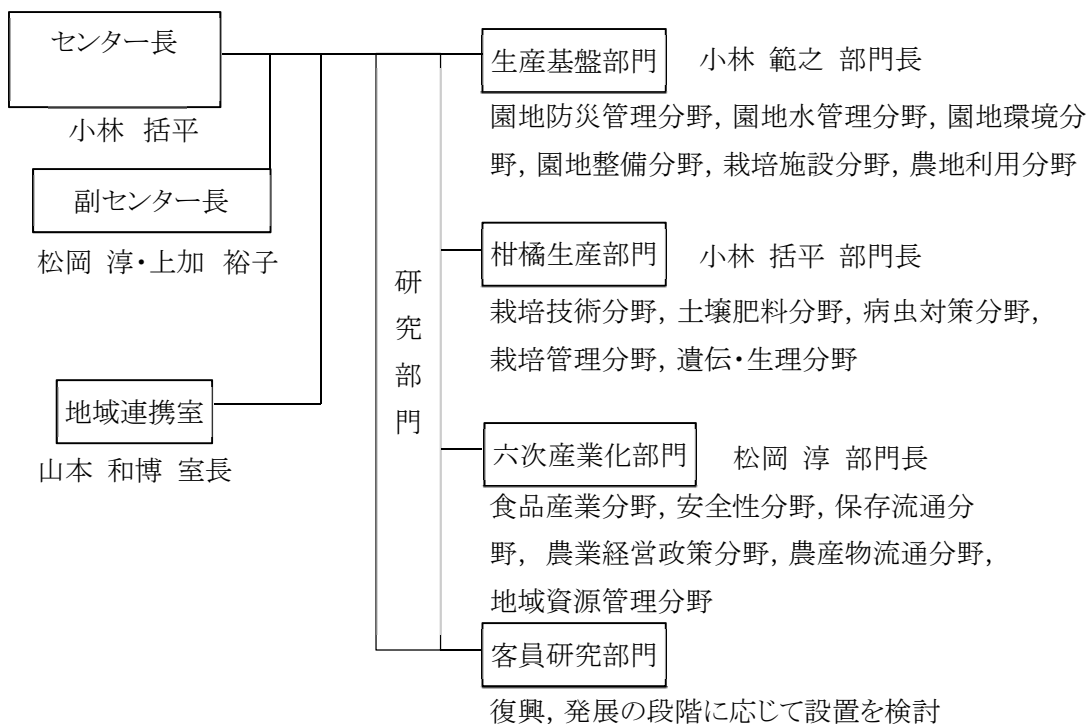 センター長
小林 括平
副センター長
松岡 淳・上加 裕子
地域連携室
山本 和博 室長
研究部門
生産基盤部門 小林 範之 部門長
園地防災管理分野, 園地水管理分野, 園地環境分
野, 園地整備分野, 栽培施設分野, 農地利用分野
柑橘生産部門 小林 括平 部門長
栽培技術分野, 土壌肥料分野, 病虫対策分野,
栽培管理分野, 遺伝・生理分野
六次産業化部門 松岡 淳 部門長
食品産業分野, 安全性分野, 保存流通分
野, 農業経営政策分野, 農産物流通分野,
地域資源管理分野
客員研究部門
復興, 発展の段階に応じて設置を検討